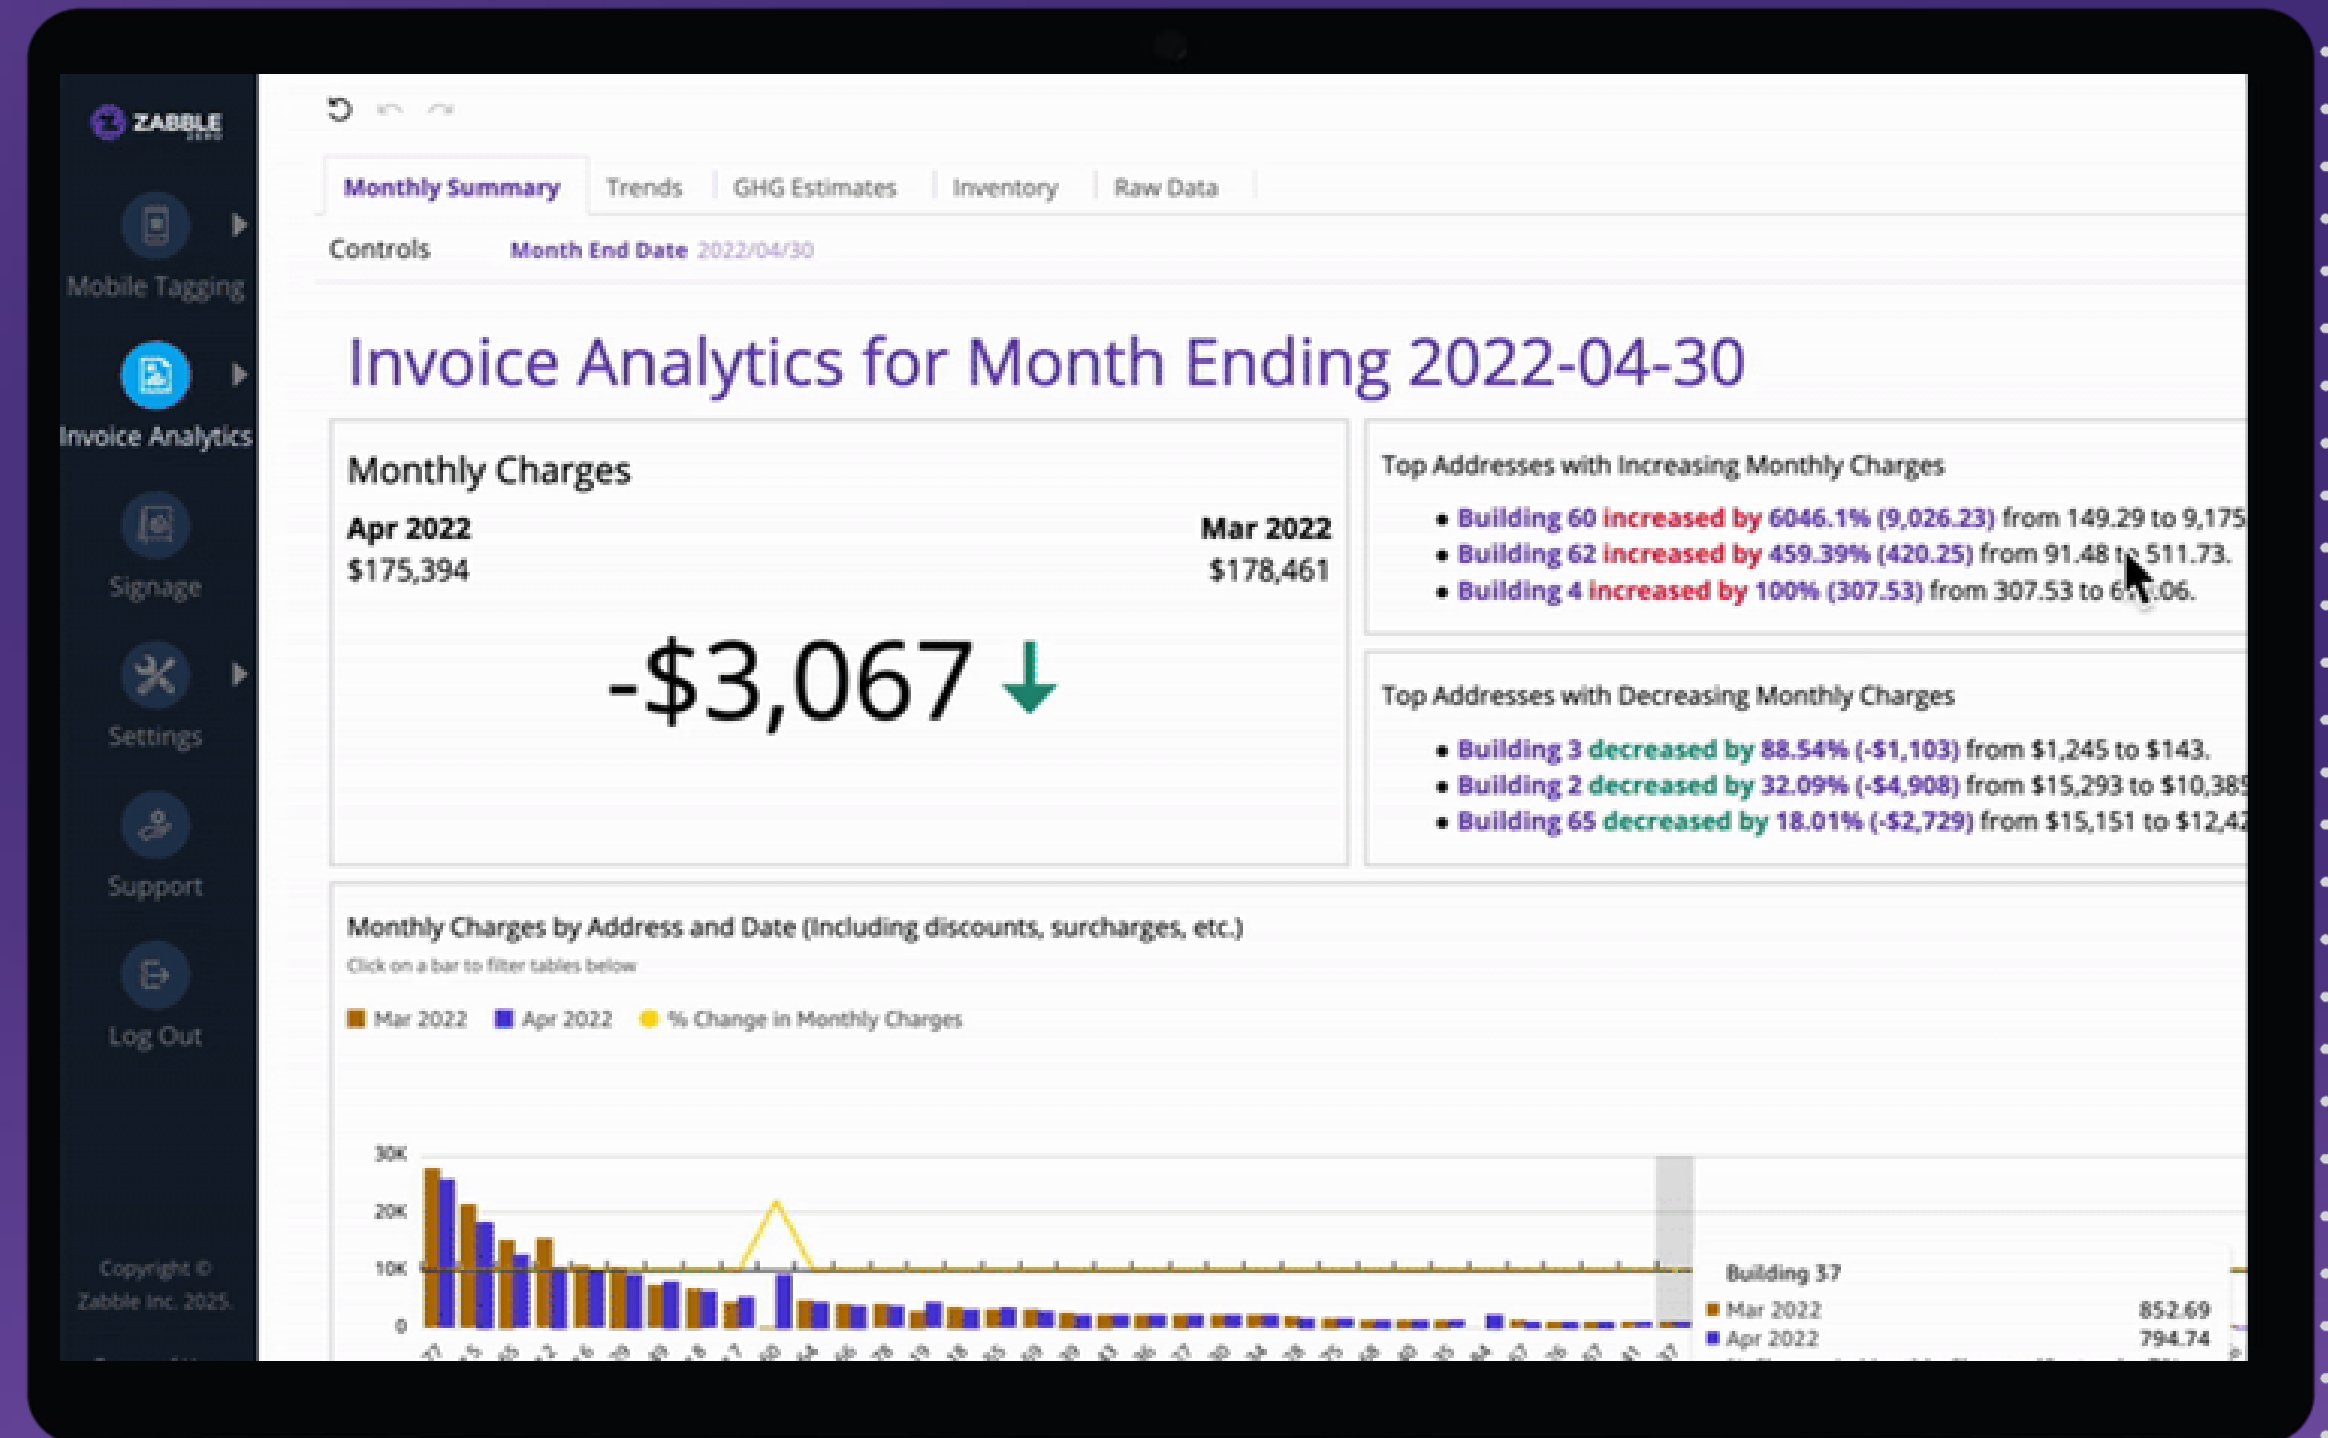 ZABBLE
ZERO
Mobile Tagging
Invoice Analytics
Signage
Settings
Support
Log Out
Copyright ©
Zabble Inc. 2025.
Monthly Summary
Trends
GHG Estimates
Inventory
Raw Data
Controls
Month End Date 2022/04/30
Invoice Analytics for Month Ending 2022-04-30
Monthly Charges
Apr 2022
Mar 2022
$175,394
$178,461
-$3,067
Top Addresses with Increasing Monthly Charges
• Building 60 increased by 6046.1% (9,026.23) from 149.29 to 9,175
• Building 62 increased by 459.39% (420.25) from 91.48 to 511.73.
• Building 4 increased by 100% (307.53) from 307.53 to
Top Addresses with Decreasing Monthly Charges
• Building 3 decreased by 88.54% (-$1,103) from $1,245 to $143.
• Building 2 decreased by 32.09% (-$4,908) from $15,293 to $10,385
• Building 65 decreased by 18.01% (-$2,729) from $15,151 to $12,42
Monthly Charges by Address and Date (Including discounts, surcharges, etc.)
Click on a bar to filter tables below
Mar 2022
Apr 2022
% Change in Monthly Charges
30K
20K
10K
0
Building 37
Mar 2022 852.69
Apr 2022 794.74